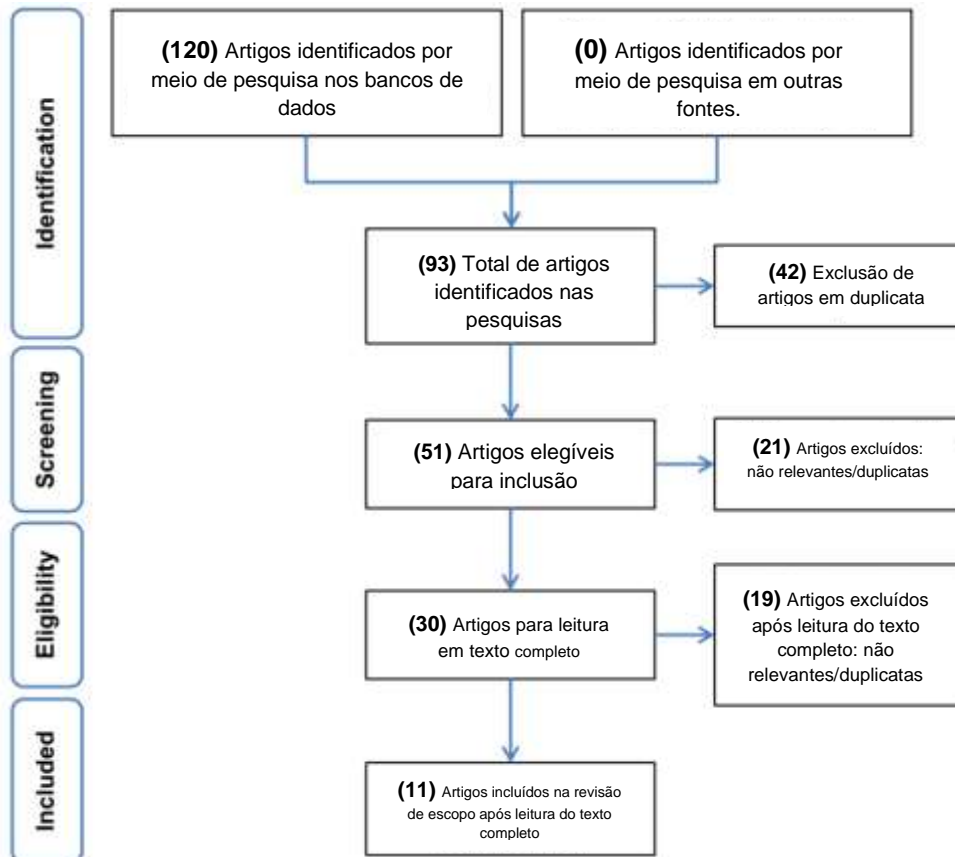 Identification
(120) Artigos identificados por
meio de pesquisa nos bancos de
dados
(0) Artigos identificados por
meio de pesquisa em outras
fontes.
(93) Total de artigos
identificados nas
pesquisas
(42) Exclusão de
artigos em duplicata
Screening
(51) Artigos elegíveis
para inclusão
(21) Artigos excluídos:
não relevantes/duplicatas
Eligibility
(30) Artigos para leitura
em texto completo
(19) Artigos excluídos
após leitura do texto
completo: não
relevantes/duplicatas
Included
(11) Artigos incluídos na revisão
de escopo após leitura do texto
completo